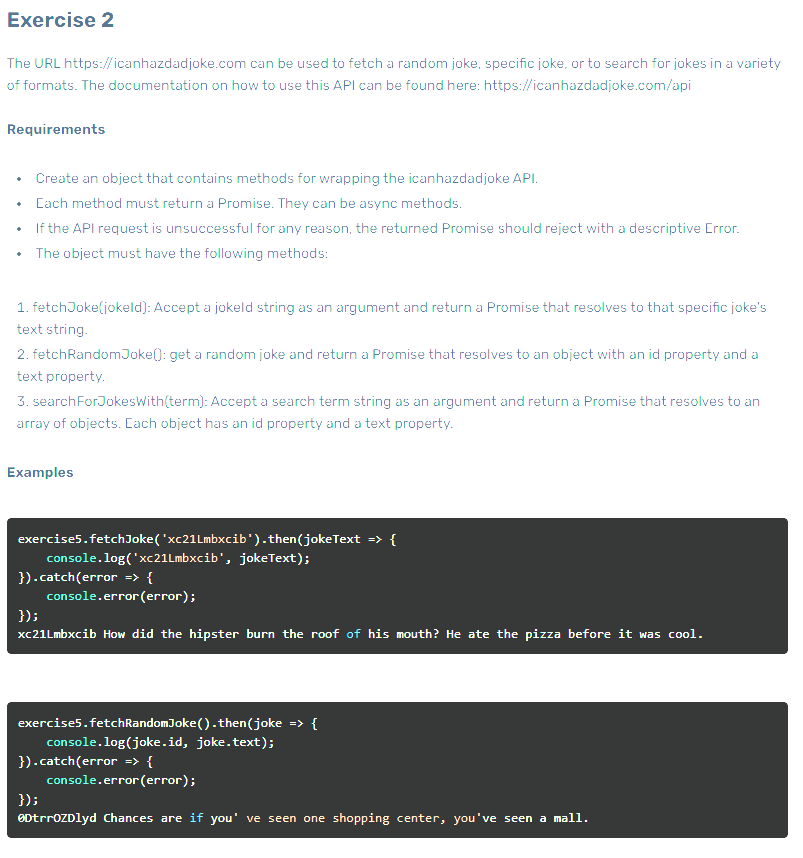 Exercise 2
The URL https://icanhazdadjoke.com can be used to fetch a random joke, specific joke, or to search for jokes in a variety
of formats. The documentation on how to use this API can be found here: https://icanhazdadjoke.com/api
Requirements
• Create an object that contains methods for wrapping the icanhazdadjoke API.
• Each method must return a Promise. They can be async methods.
• If the API request is unsuccessful for any reason, the returned Promise should reject with a descriptive Error.
• The object must have the following methods:
1. fetchJoke(jokeId): Accept a jokeId string as an argument and return a Promise that resolves to that specific joke's
text string.
2. fetchRandomJoke(): get a random joke and return a Promise that resolves to an object with an id property and a
text property.
3. searchForJokesWith(term): Accept a search term string as an argument and return a Promise that resolves to an
array of objects. Each object has an id property and a text property.
Examples
exercise5.fetchJoke('xc21Lmbxcib').then(jokeText => {
    console.log('xc21Lmbxcib', jokeText);
}).catch(error => {
    console.error(error);
});
xc21Lmbxcib How did the hipster burn the roof of his mouth? He ate the pizza before it was cool.
exercise5.fetchRandomJoke().then(joke => {
    console.log(joke.id, joke.text);
}).catch(error => {
    console.error(error);
});
0DtrrOZDlyd Chances are if you' ve seen one shopping center, you've seen a mall.